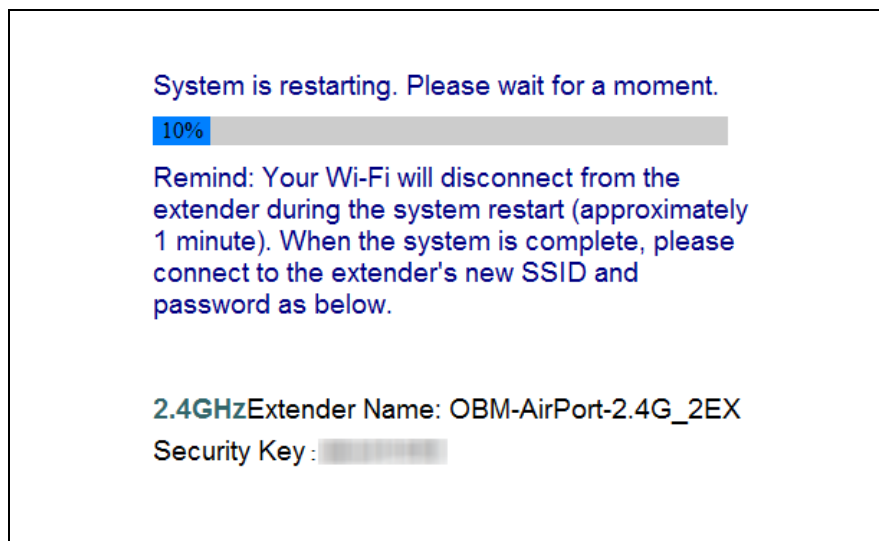 System is restarting. Please wait for a moment.
10%
Remind: Your Wi-Fi will disconnect from the
extender during the system restart (approximately
1 minute). When the system is complete, please
connect to the extender's new SSID and
password as below.
2.4GHzExtender Name: OBM-AirPort-2.4G_2EX
Security Key :